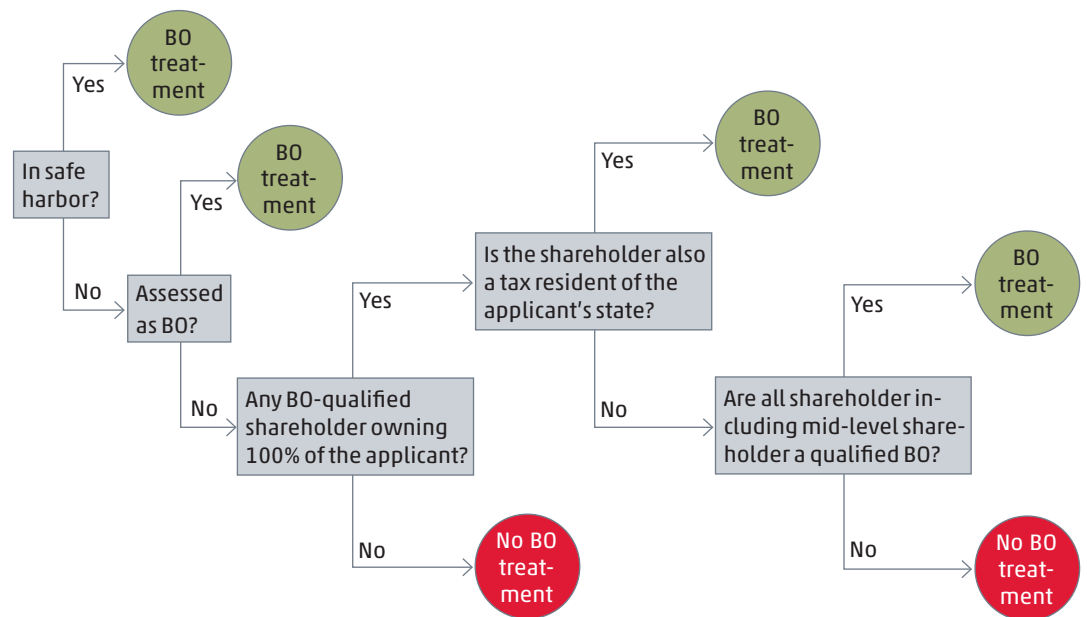 BO
treat-
ment
Yes
In safe
harbor?
No
BO
treat-
ment
Yes
Assessed
as BO?
No
Any BO-qualified
shareholder owning
100% of the applicant?
Yes
No
No BO
treat-
ment
Is the shareholder also
a tax resident of the
applicant's state?
Yes
BO
treat-
ment
No
Are all shareholder in-
cluding mid-level share-
holder a qualified BO?
Yes
BO
treat-
ment
No
No BO
treat-
ment